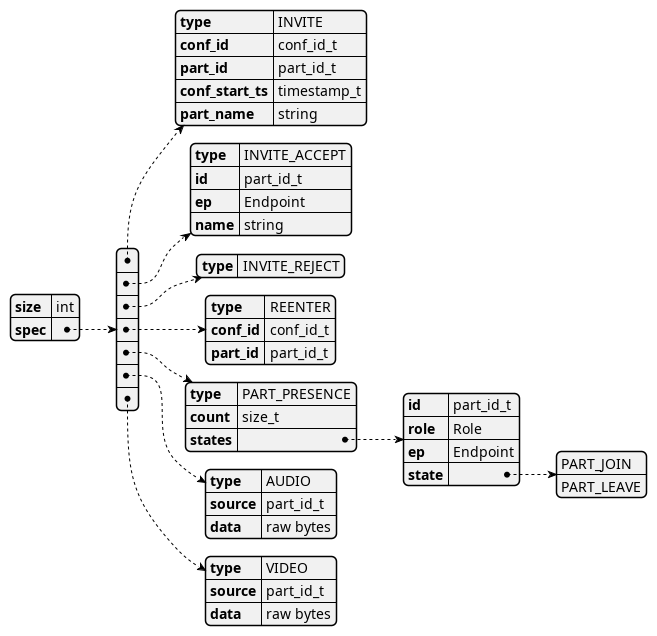 type INVITE
conf_id conf_id_t
part_id part_id_t
conf_start_ts timestamp_t
part_name string
type INVITE_ACCEPT
id part_id_t
ep Endpoint
name string
type INVITE_REJECT
size int
spec
type REENTER
conf_id conf_id_t
part_id part_id_t
type PART_PRESENCE
count size_t
states
id part_id_t
role Role
ep Endpoint
state
PART_JOIN
PART_LEAVE
type AUDIO
source part_id_t
data raw bytes
type VIDEO
source part_id_t
data raw bytes